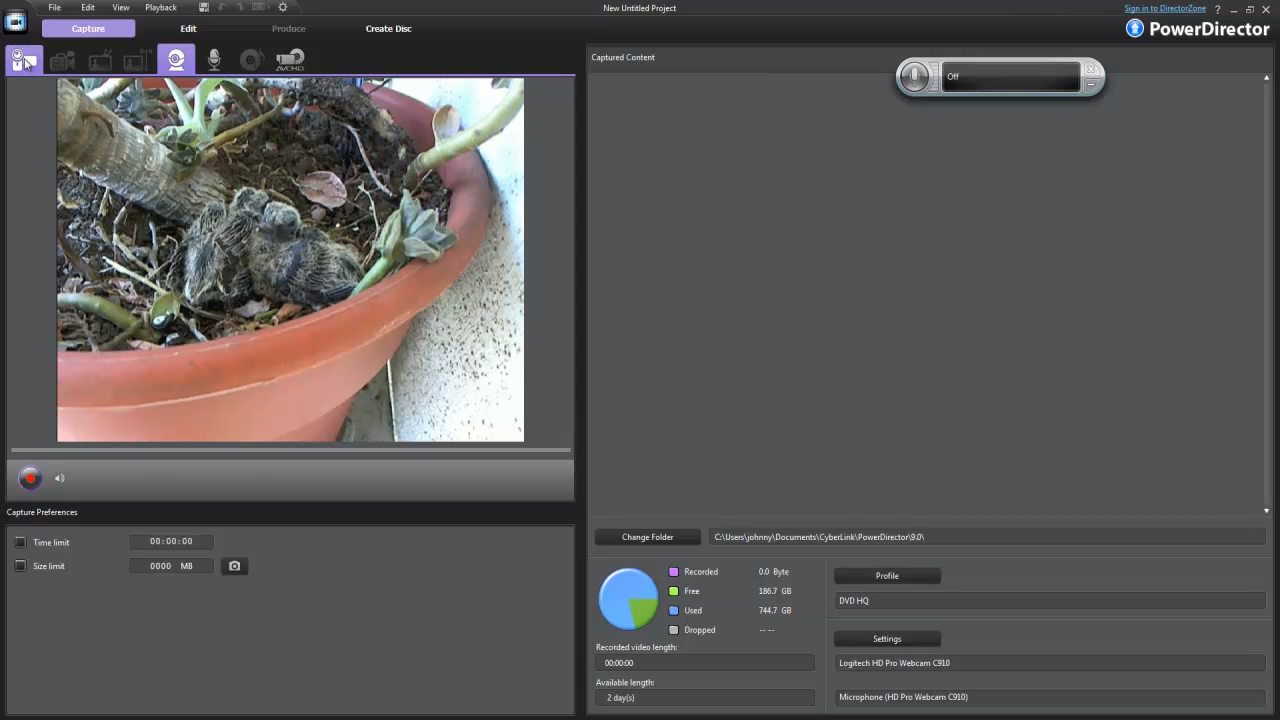 File Edit View Playback
New Untitled Project
Sign in to DirectorZone ?
Capture Edit Produce Create Disc
PowerDirector
AVCHD
Captured Content
Off
Capture Preferences
Time limit 00:00:00
Size limit 0000 MB
Change Folder C:\Users\johnny\Documents\CyberLink\PowerDirector\9.0\
Recorded 0.0 Byte
Free 186.7 GB
Used 744.7 GB
Dropped -- --
Recorded video length:
00:00:00
Available length:
2 day(s)
Profile
DVD HQ
Settings
Logitech HD Pro Webcam C910
Microphone (HD Pro Webcam C910)